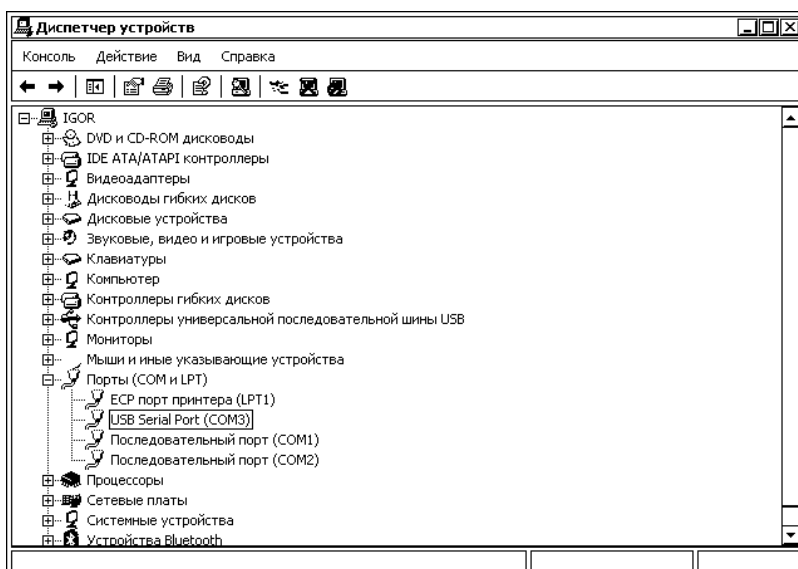 Диспетчер устройств
Консоль Действие Вид Справка
IGOR
DVD и CD-ROM дисководы
IDE ATA/ATAPI контроллеры
Видеоадаптеры
Дисководы гибких дисков
Дисковые устройства
Звуковые, видео и игровые устройства
Клавиатуры
Компьютер
Контроллеры гибких дисков
Контроллеры универсальной последовательной шины USB
Мониторы
Мыши и иные указывающие устройства
Порты (COM и LPT)
ECP порт принтера (LPT1)
USB Serial Port (COM3)
Последовательный порт (COM1)
Последовательный порт (COM2)
Процессоры
Сетевые платы
Системные устройства
Устройства Bluetooth